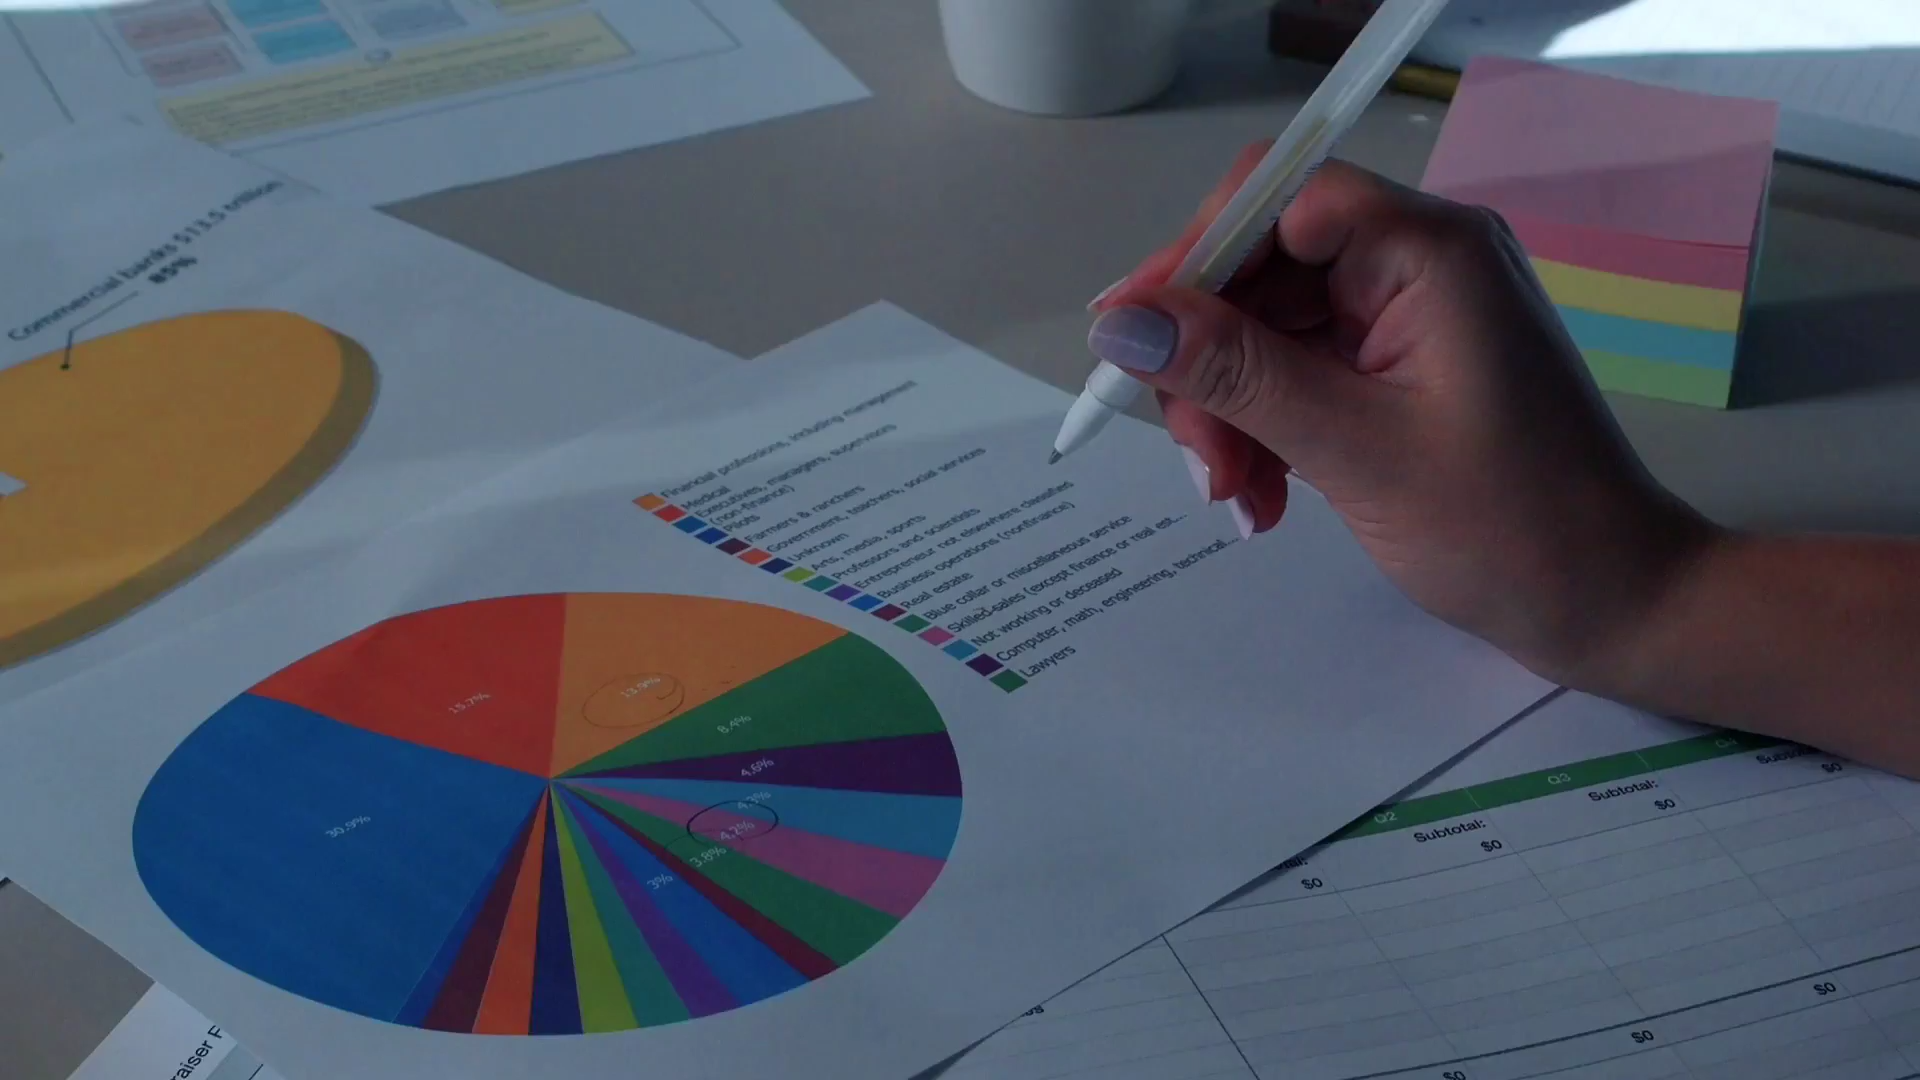 Commercial banks $13.5 trillion
85%
Financial professions, including management
Medical
Executives, managers, supervisors
(non-finance)
Pilots
Farmers & ranchers
Government, teachers, social services
Unknown
Arts, media, sports
Professors and scientists
Entrepreneur not elsewhere classified
Business operations (nonfinance)
Real estate
Blue collar or miscellaneous service
Skilled sales (except finance or real est...
Not working or deceased
Computer, math, engineering, technical...
Lawyers
13.9%
15.7%
8.4%
4.6%
4.3%
4.2%
3.8%
3%
30.9%
Q2
Q3
Subtotal:
$0
Subtotal:
$0
$0
$0
$0
$0
$0
raiser F